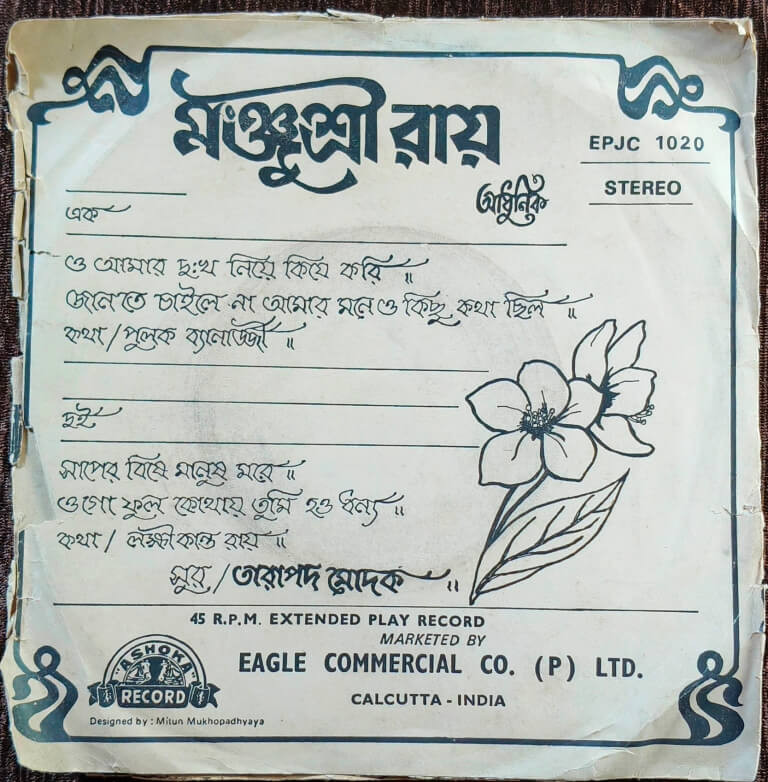 মঞ্জুশ্রী রায়
EPJC 1020
STEREO
আধুনিক
এক
ও আমার দুঃখ নিয়ে কিযে করি ॥
জানতে চাইলে না আমার মনেও কিছু কথা ছিল ॥
কথা / পুলক ব্যানার্জ্জী ॥
দুই
সাপের বিষে মানুষ মরে ॥
ওগো ফুল কোথায় তুমি হও ধন্য ॥
কথা / লক্ষ্মীকান্ত রায় ॥
সুর / তারাপদ মোদক ॥
45 R.P.M. EXTENDED PLAY RECORD
MARKETED BY
EAGLE COMMERCIAL CO. (P) LTD.
CALCUTTA - INDIA
"ASHOKA"
RECORD
Designed by : Mitun Mukhopadhyaya